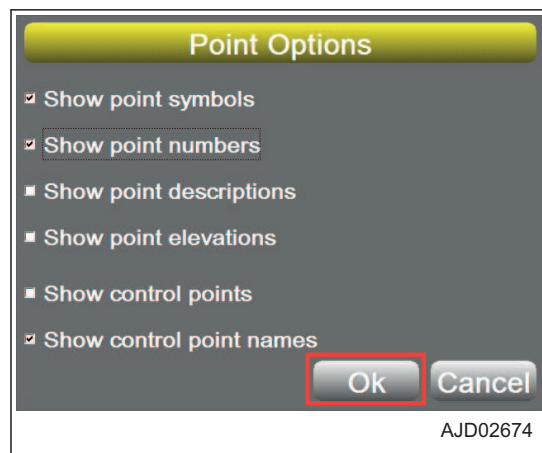 Point Options
Show point symbols
Show point numbers
Show point descriptions
Show point elevations
Show control points
Show control point names
Ok Cancel
AJD02674